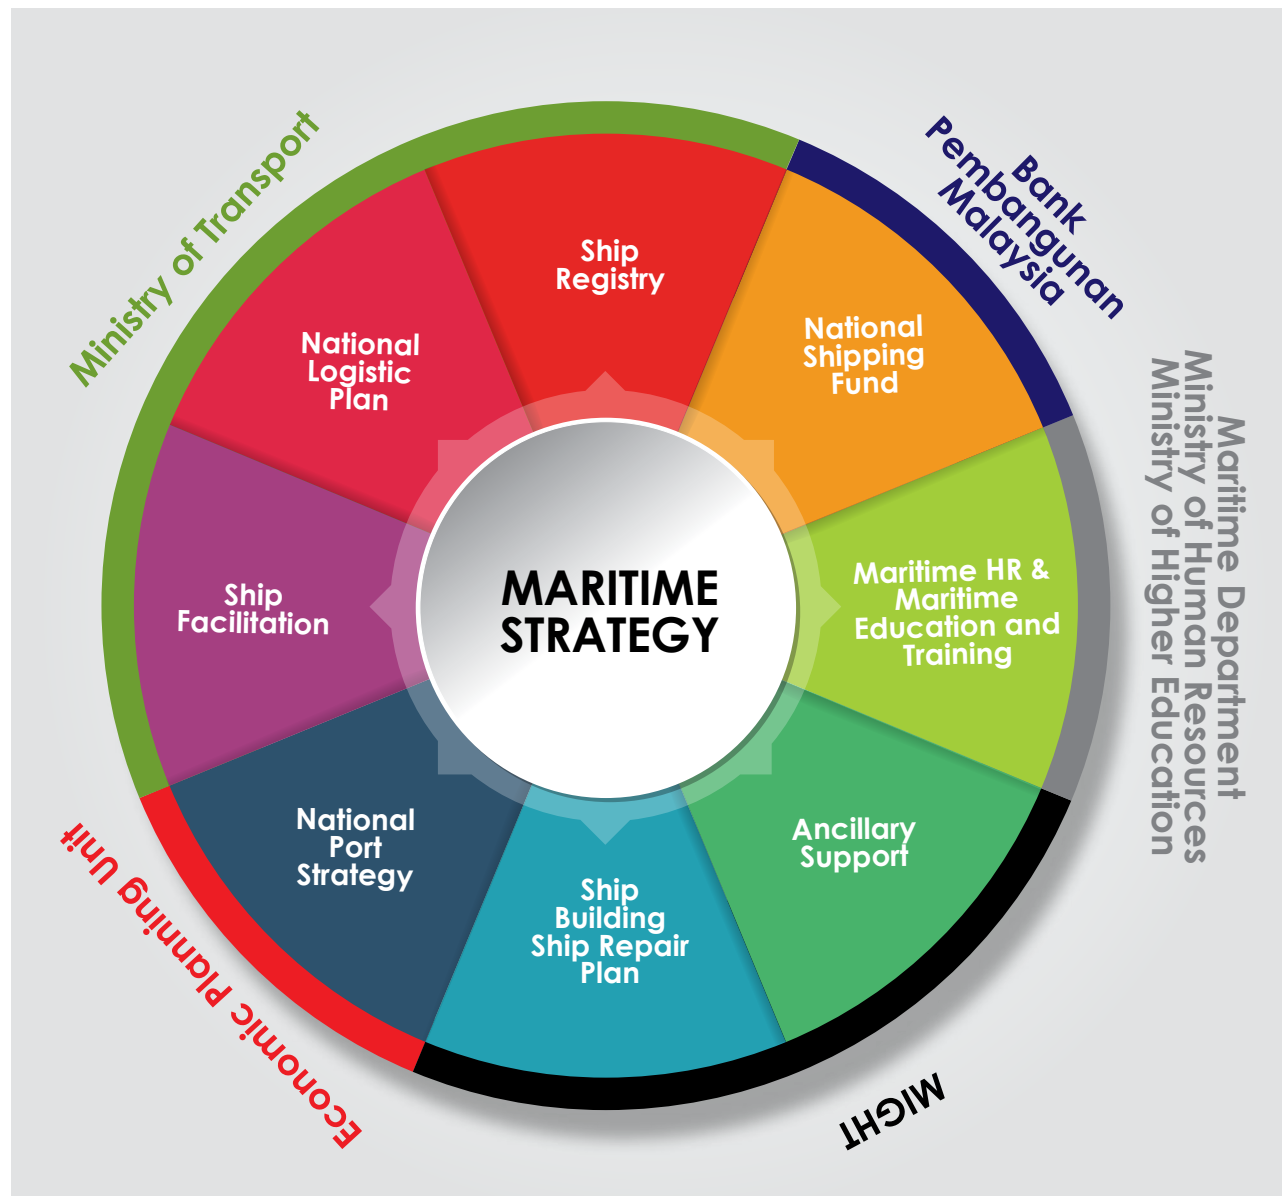 Ministry of Transport
Bank
Pembangunan
Malaysia
Maritime Department
Ministry of Human Resources
Ministry of Higher Education
MIGHT
Economic Planning Unit
Ship
Registry
National
Shipping
Fund
Maritime HR &
Maritime
Education and
Training
Ancillary
Support
Ship
Building
Ship Repair
Plan
National
Port
Strategy
Ship
Facilitation
National
Logistic
Plan
MARITIME
STRATEGY